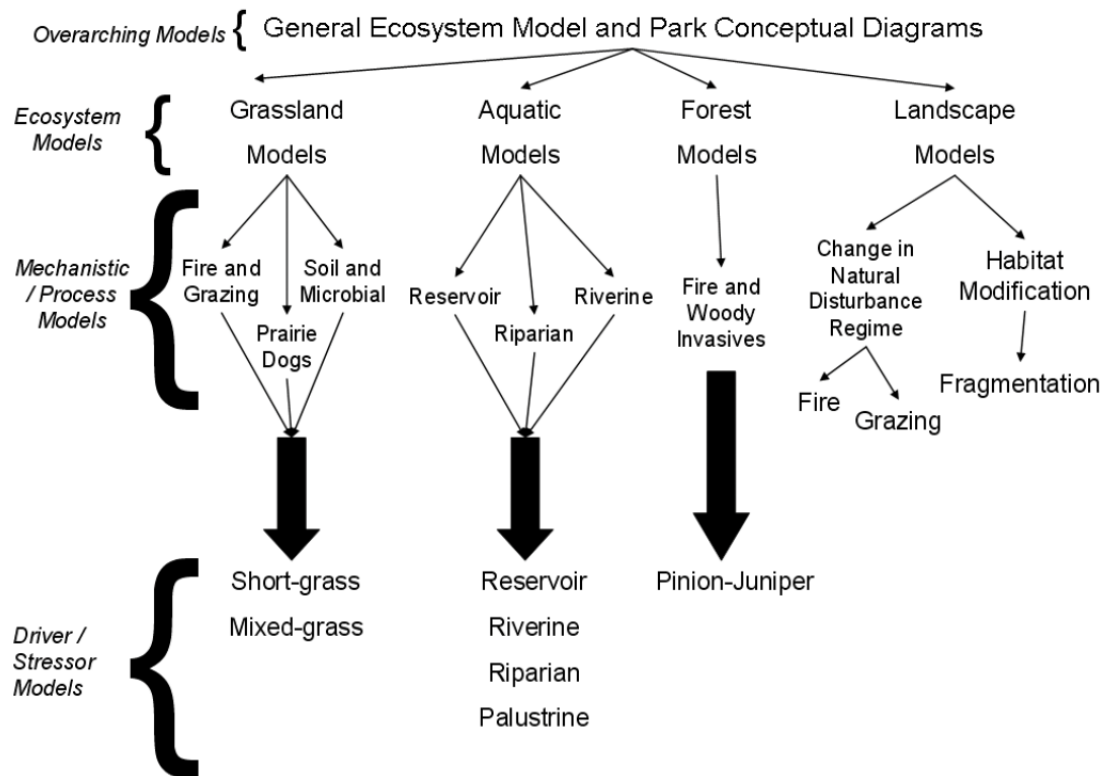 Overarching Models
General Ecosystem Model and Park Conceptual Diagrams
Ecosystem
Models
Grassland
Models
Aquatic
Models
Forest
Models
Landscape
Models
Mechanistic
/ Process
Models
Fire and
Grazing
Prairie
Dogs
Soil and
Microbial
Reservoir
Riparian
Riverine
Fire and
Woody
Invasives
Change in
Natural
Disturbance
Regime
Fire
Grazing
Habitat
Modification
Fragmentation
Driver /
Stressor
Models
Short-grass
Mixed-grass
Reservoir
Riverine
Riparian
Palustrine
Pinion-Juniper